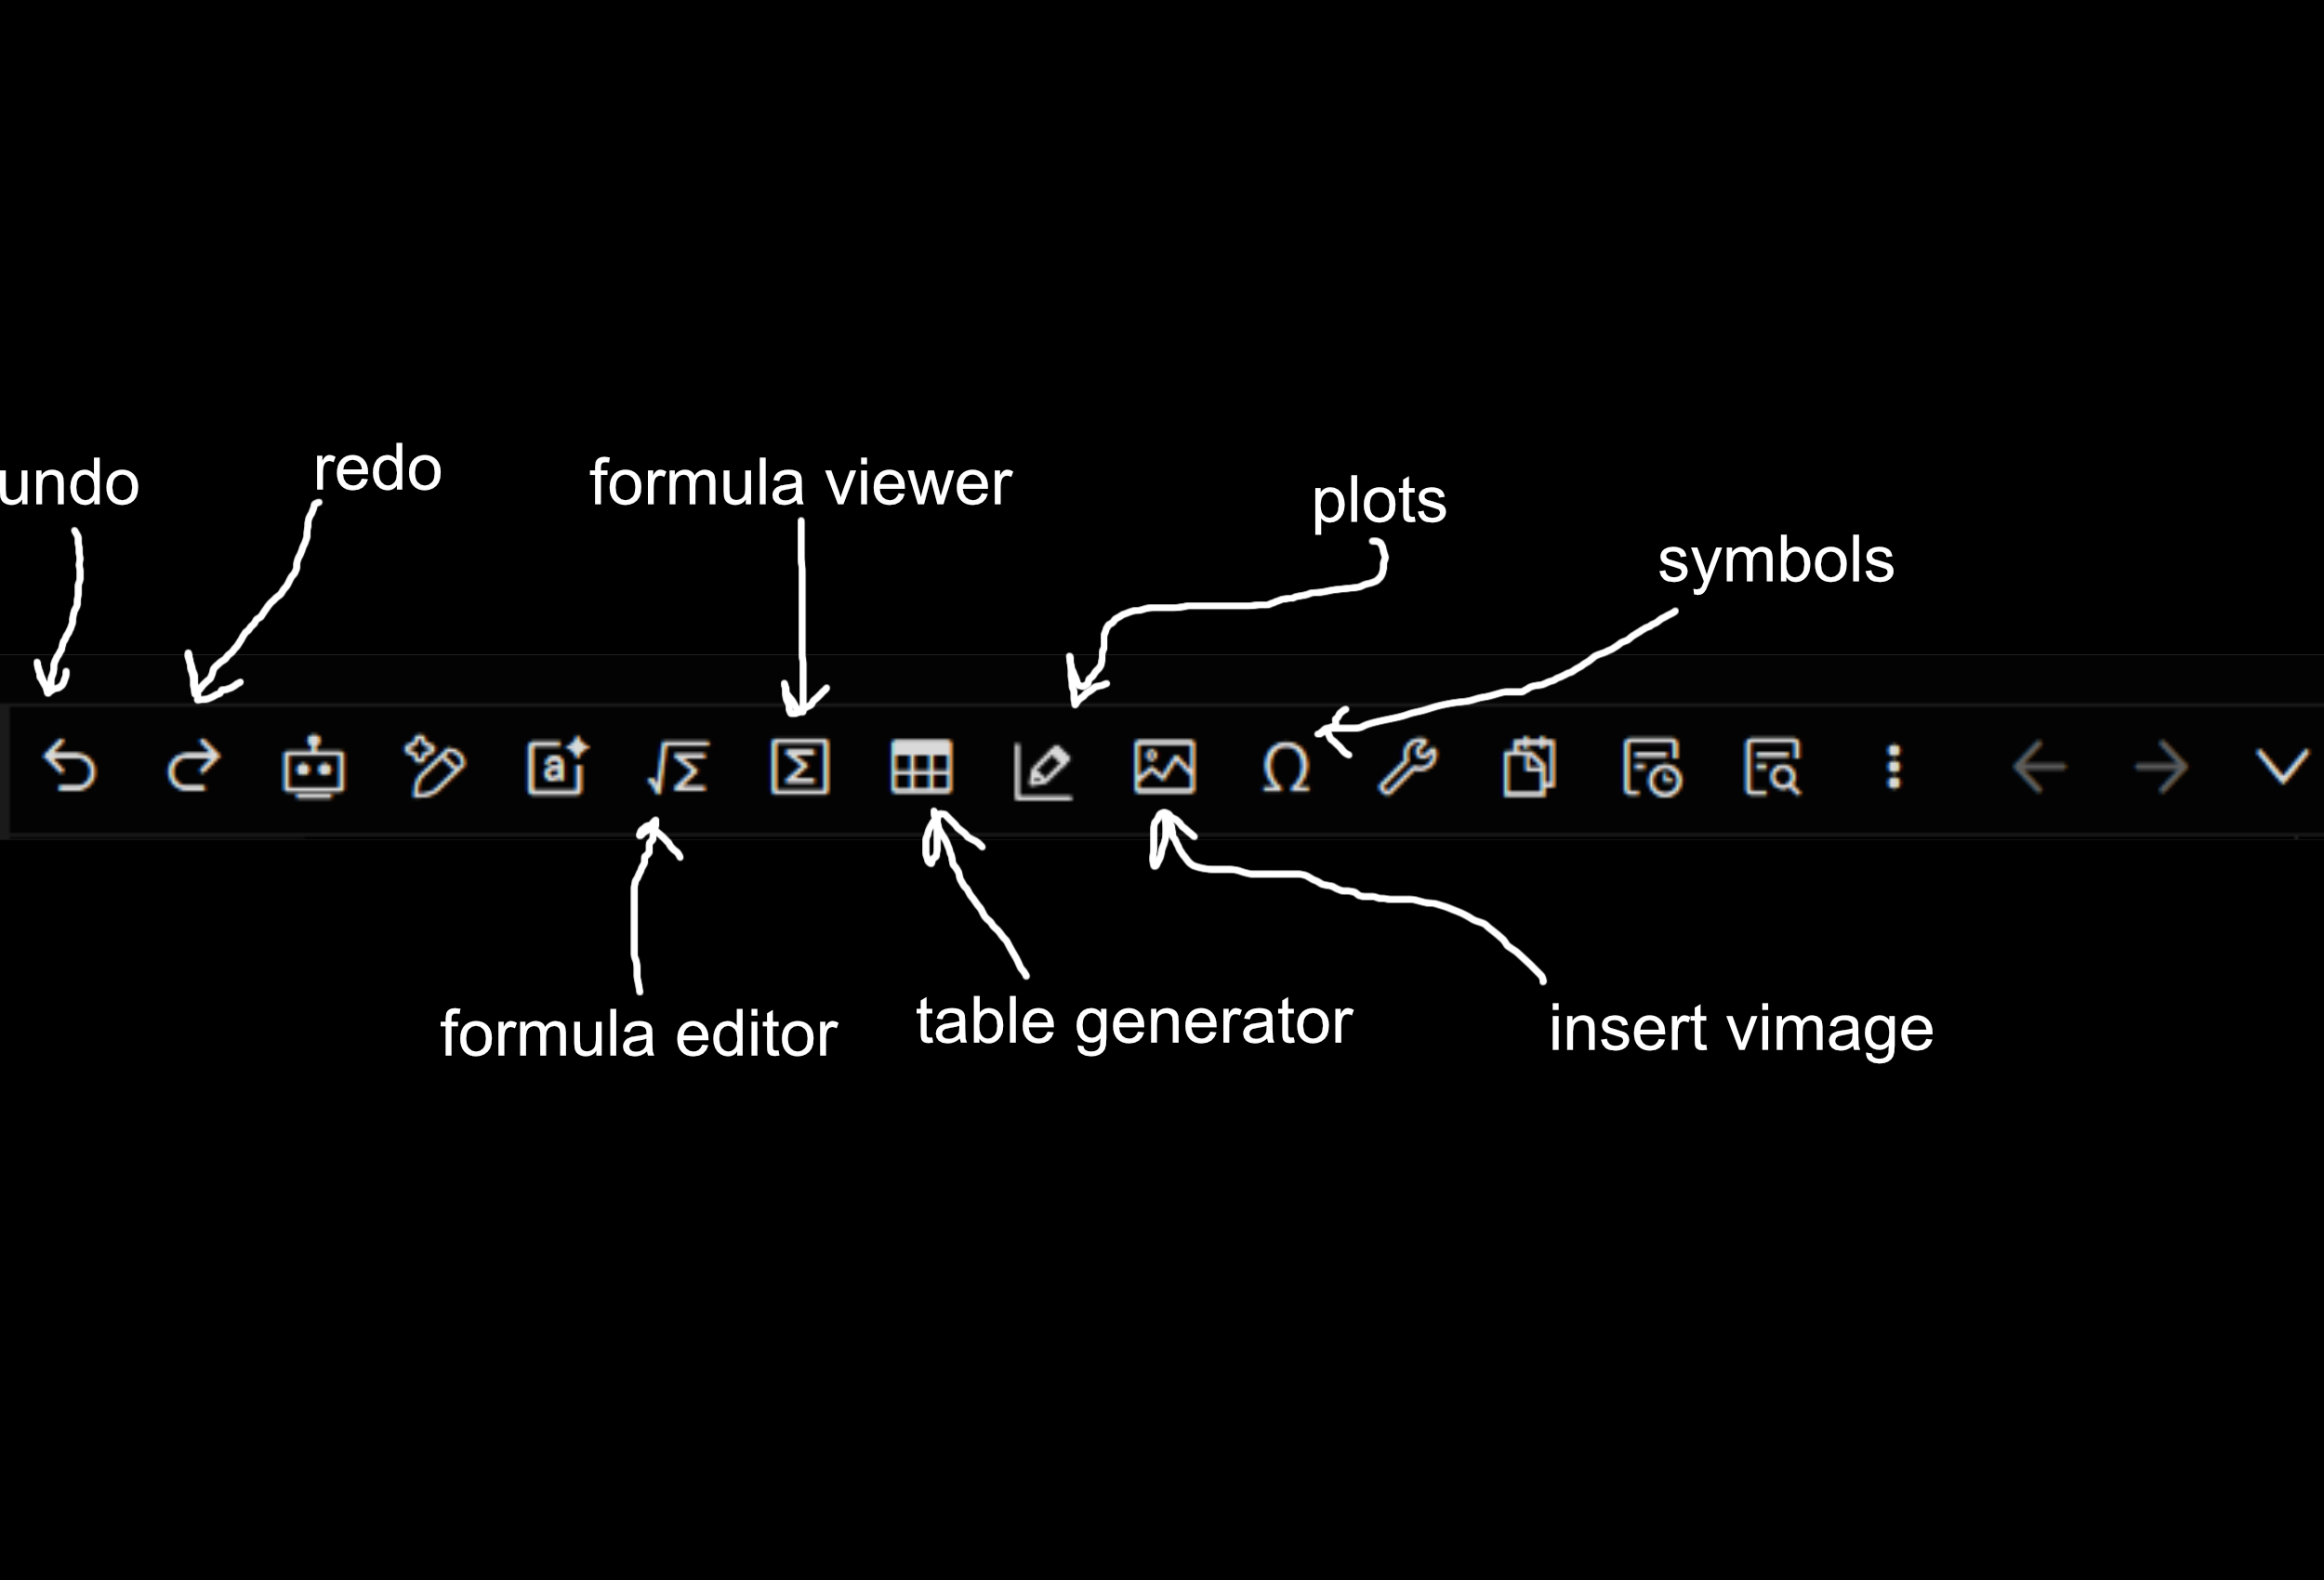 undo
redo
formula viewer
plots
symbols
a
formula editor
table generator
insert vimage